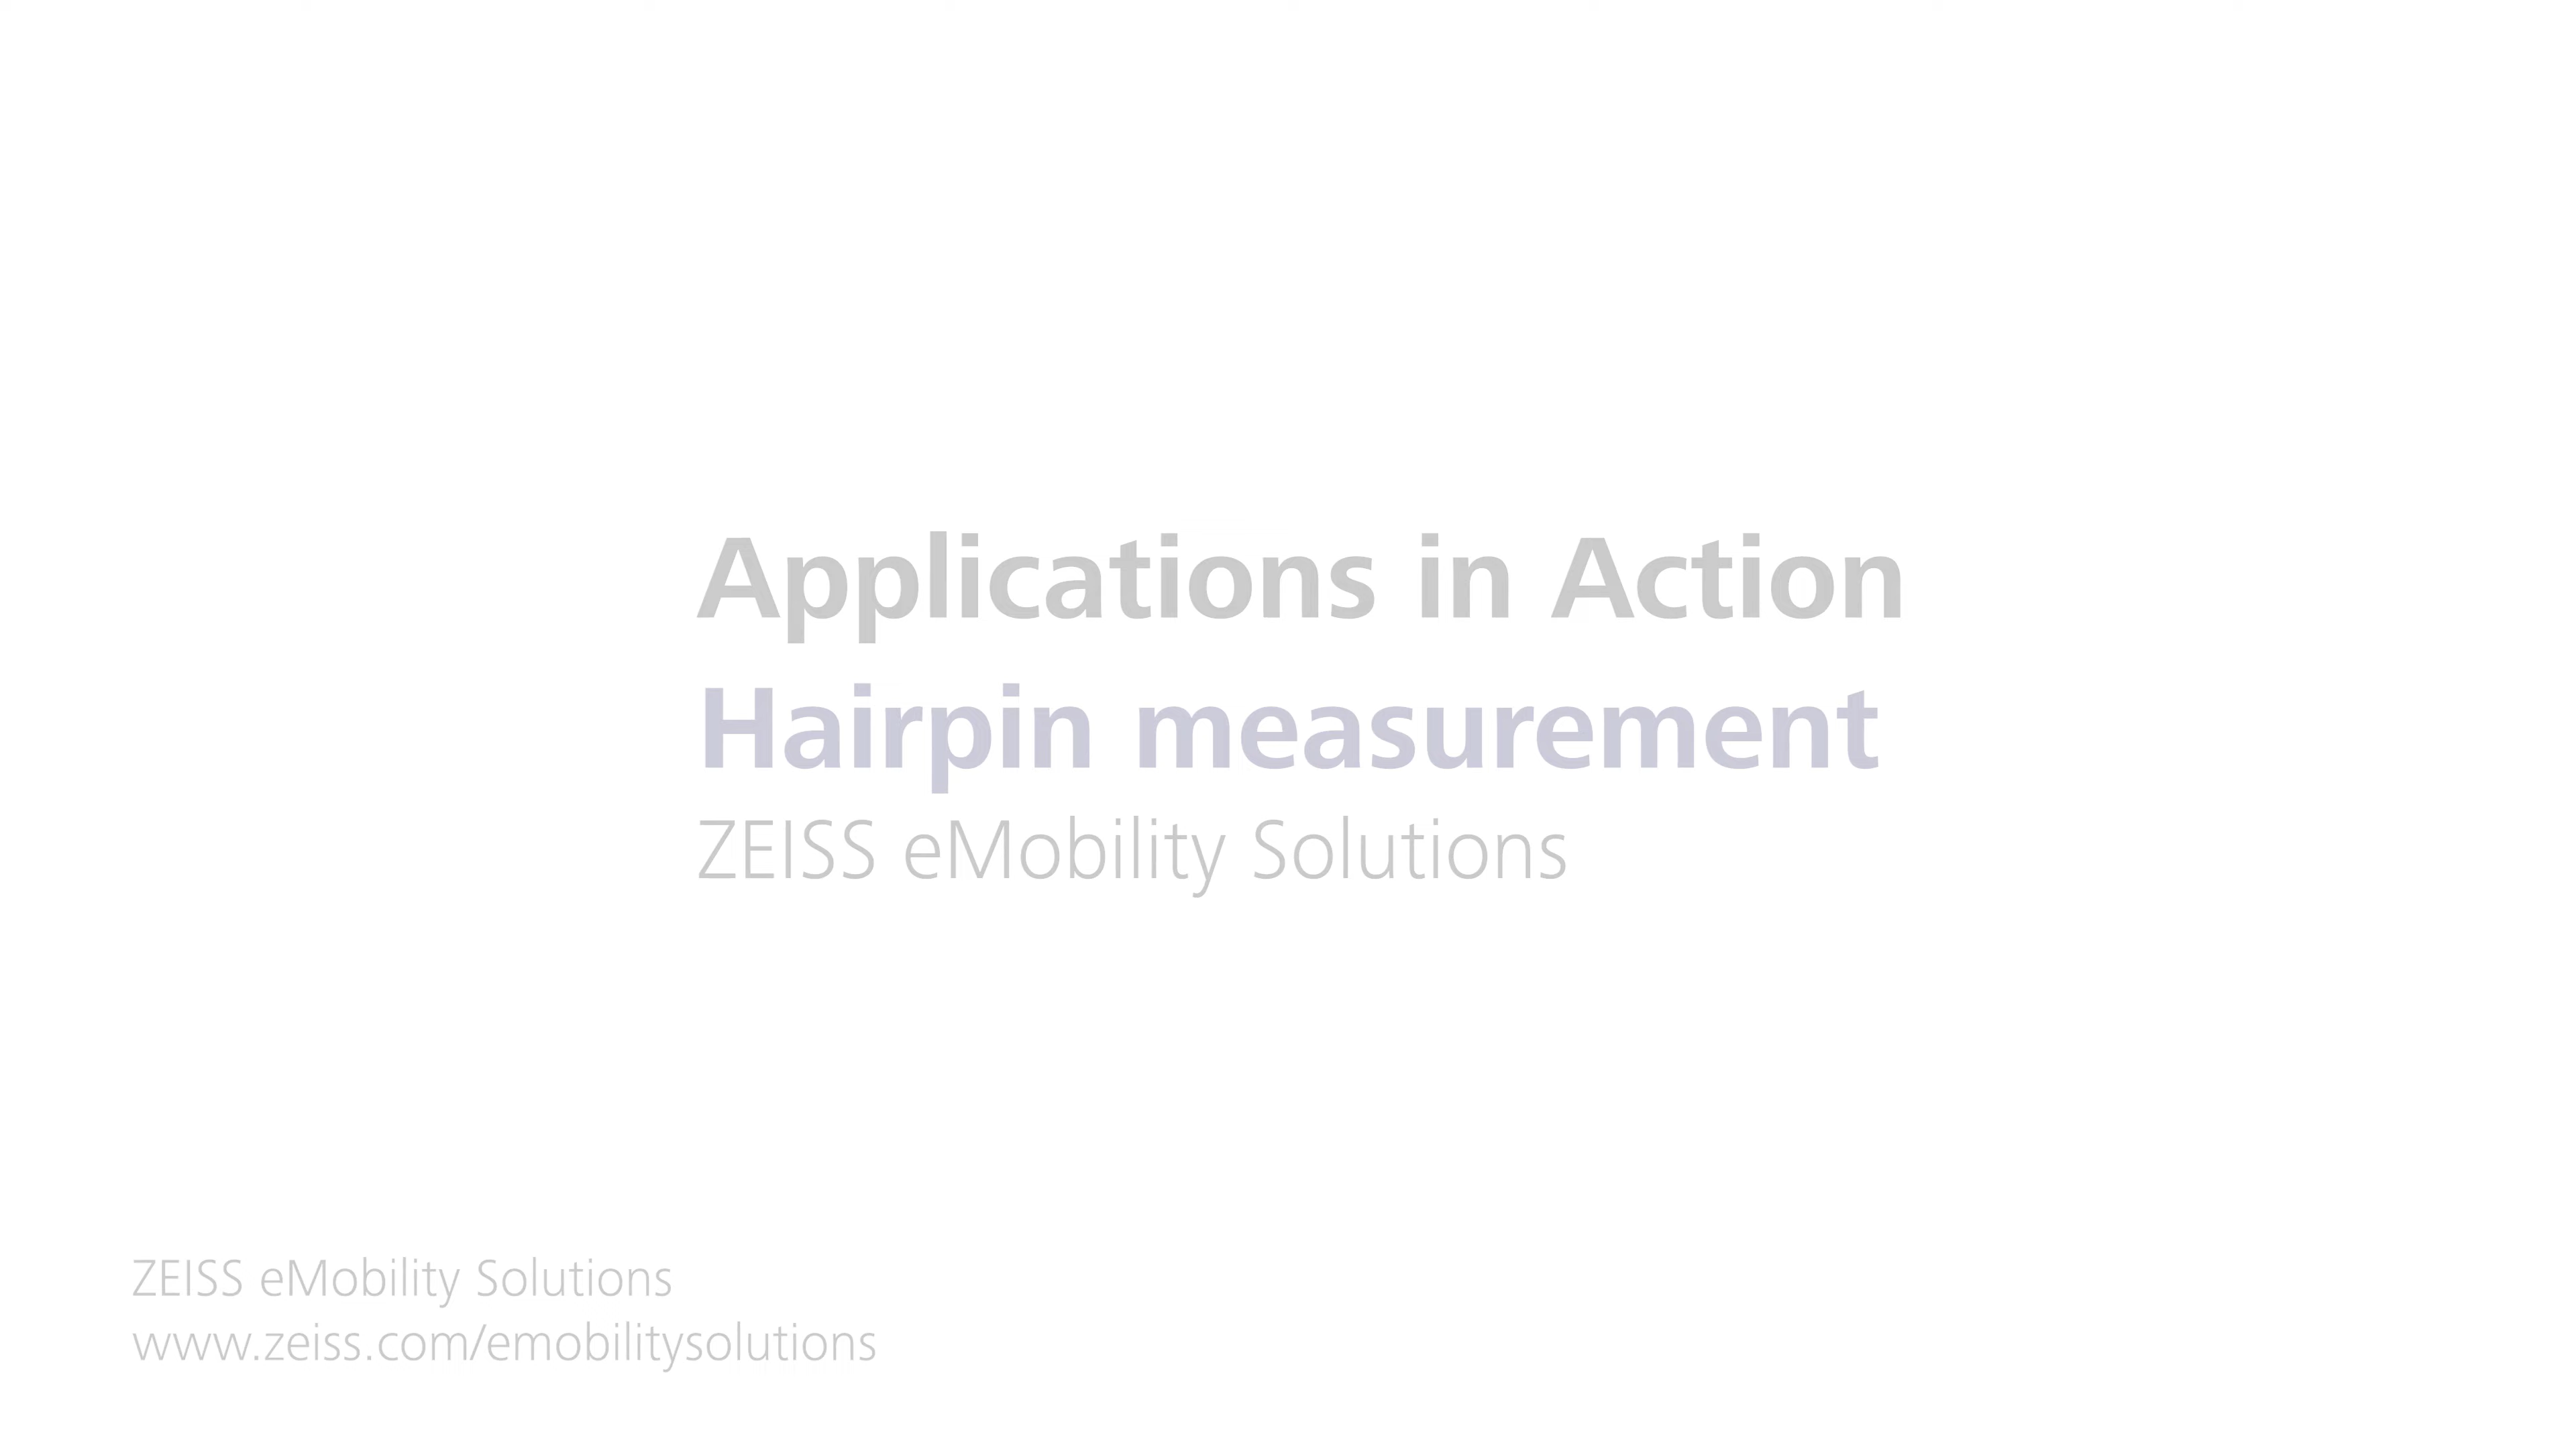 Applications in Action
Hairpin measurement
ZEISS eMobility Solutions
ZEISS eMobility Solutions
www.zeiss.com/emobilitysolutions